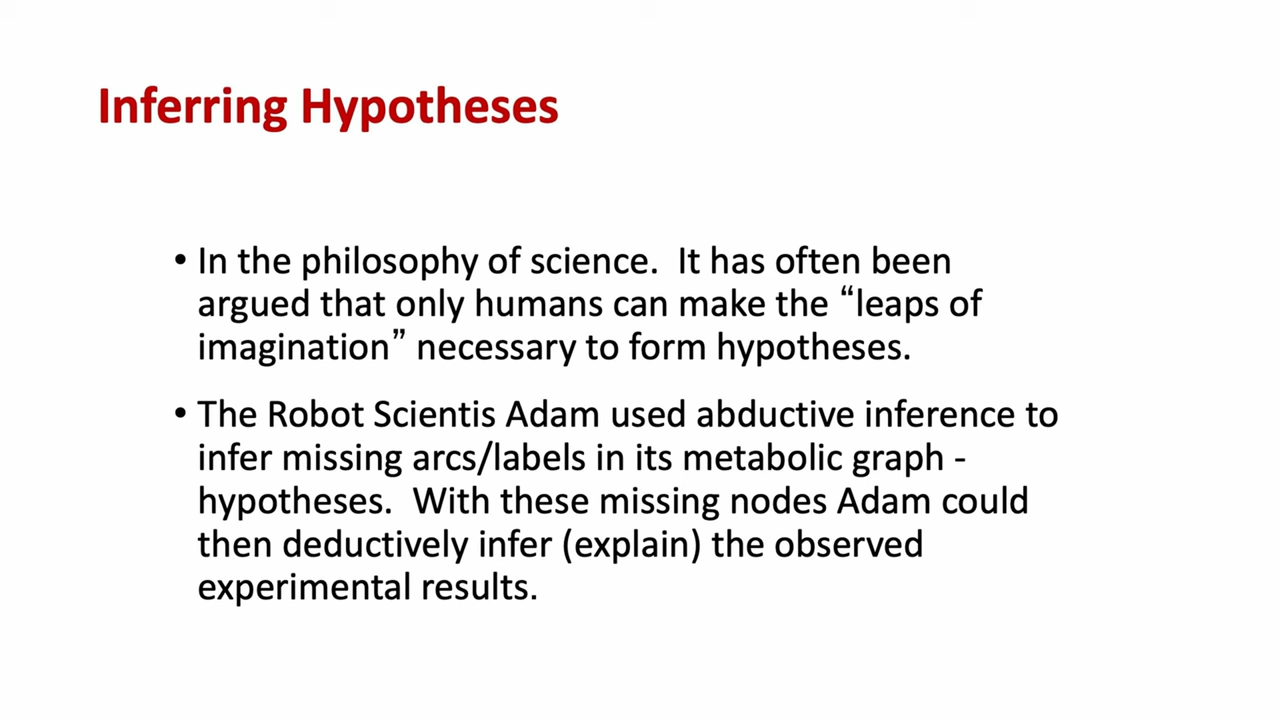 Inferring Hypotheses
• In the philosophy of science.  It has often been
argued that only humans can make the “leaps of
imagination” necessary to form hypotheses.
• The Robot Scientis Adam used abductive inference to
infer missing arcs/labels in its metabolic graph -
hypotheses.  With these missing nodes Adam could
then deductively infer (explain) the observed
experimental results.